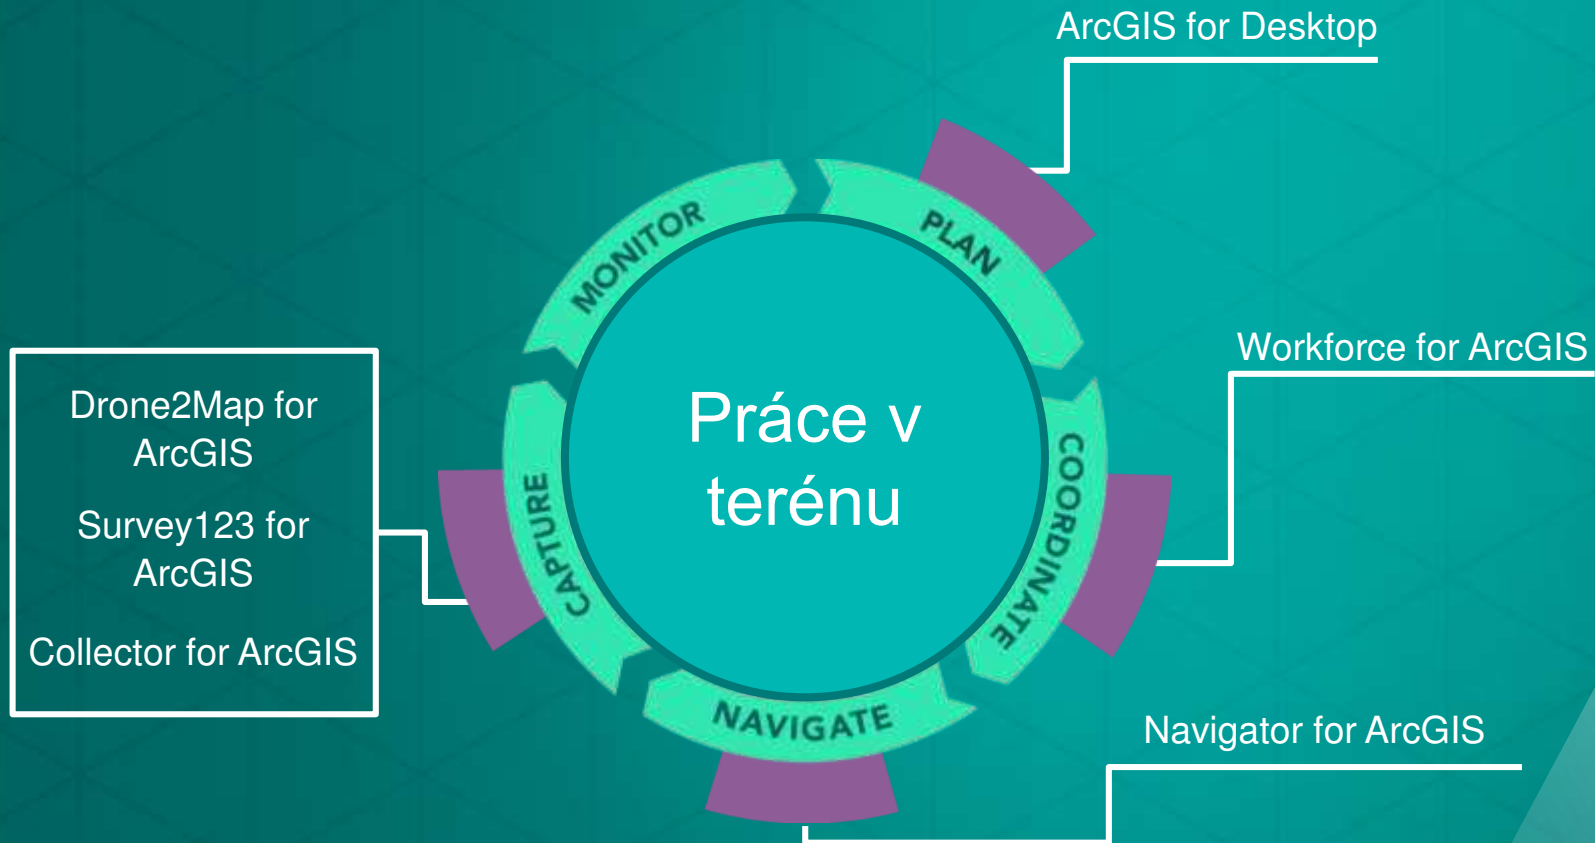 ArcGIS for Desktop
MONITOR
PLAN
Workforce for ArcGIS
Drone2Map for
ArcGIS
Survey123 for
ArcGIS
Collector for ArcGIS
Práce v
terénu
CAPTURE
COORDINATE
NAVIGATE
Navigator for ArcGIS